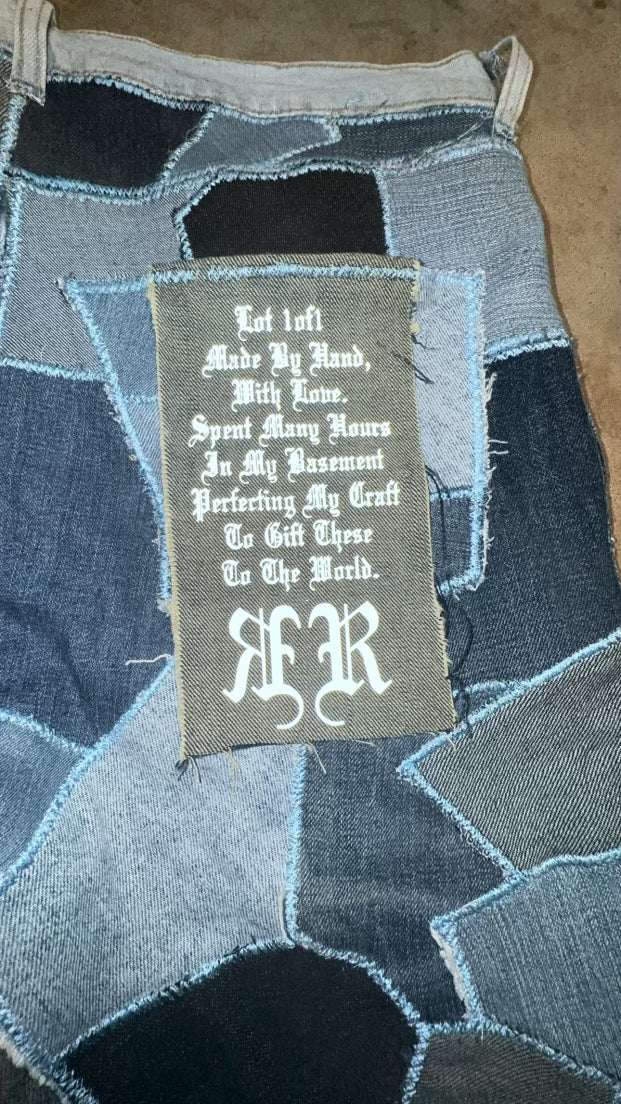 Lot 1of1
Made By Hand,
With Love.
Spent Many Hours
In My Basement
Perfecting My Craft
To Gift These
To The World.